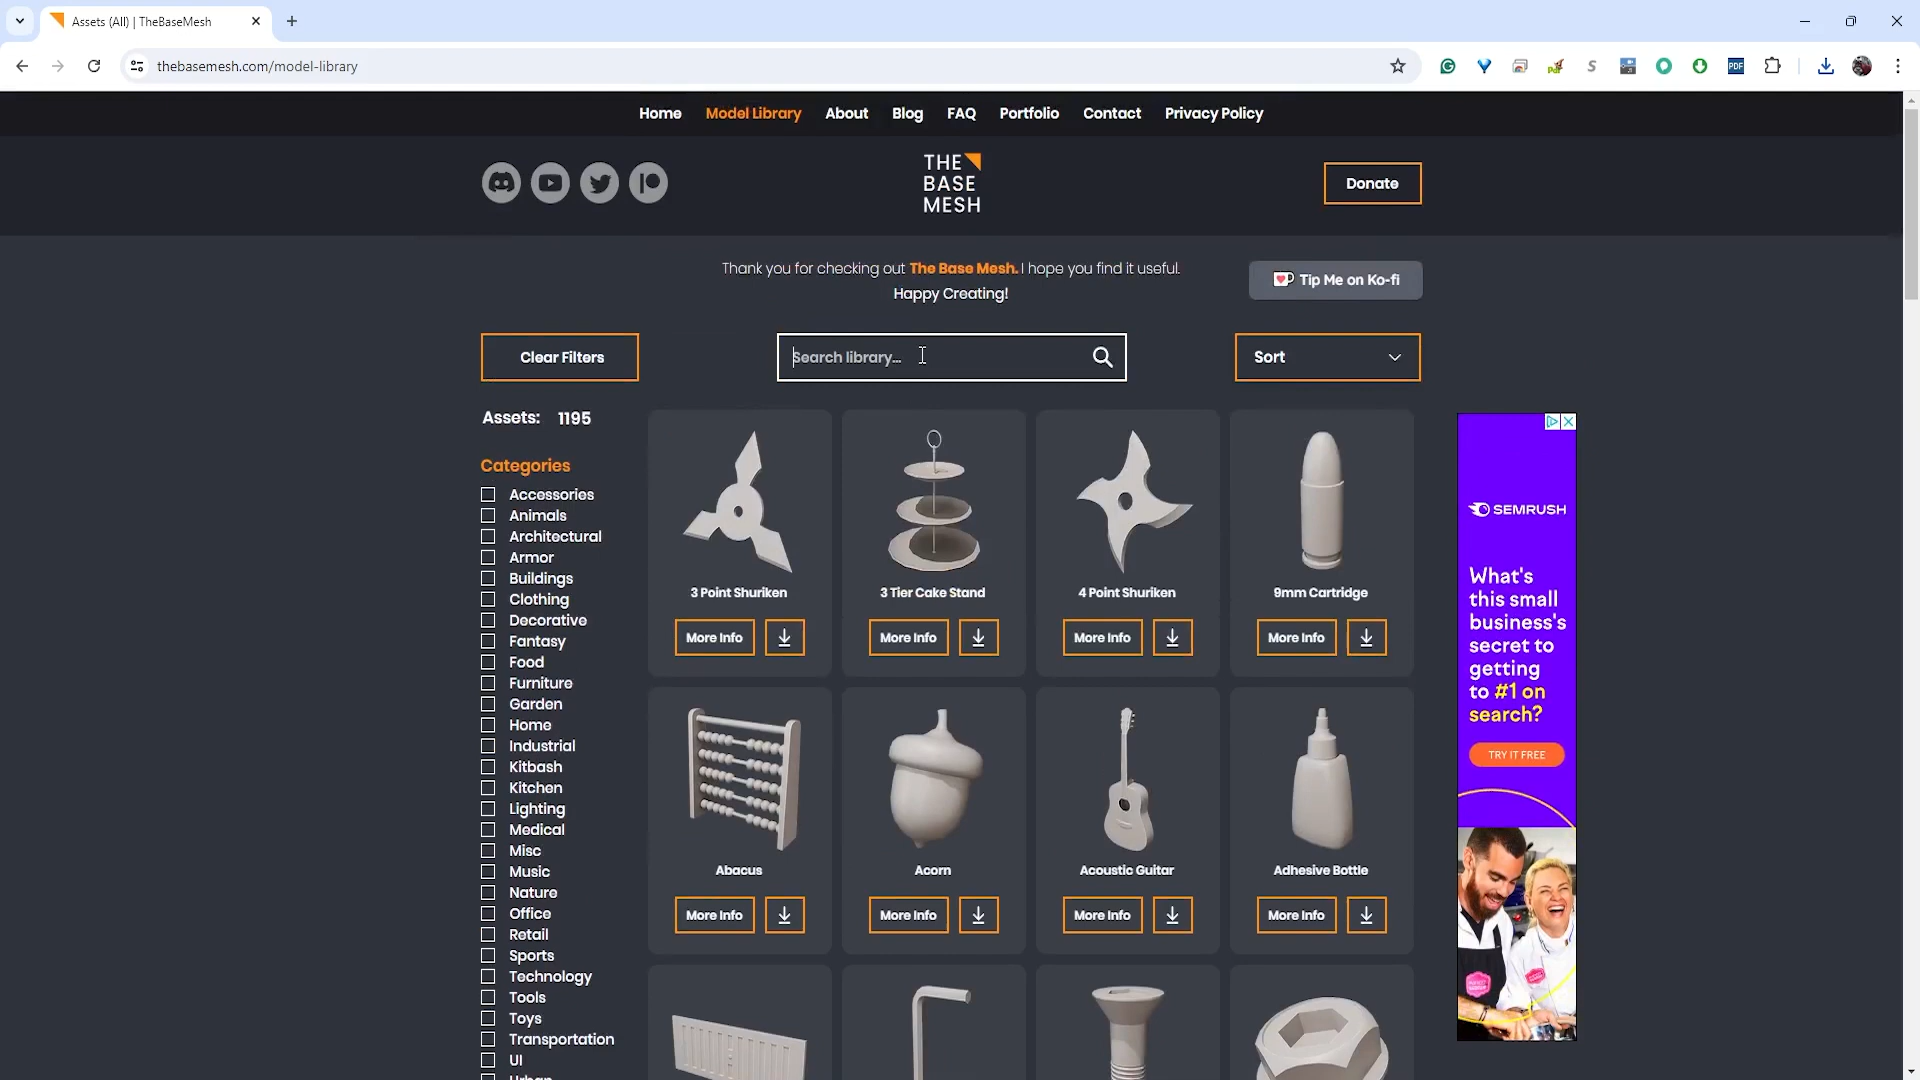 Assets (All) | TheBaseMesh
thebasemesh.com/model-library
PDF
Home
Model Library
About
Blog
FAQ
Portfolio
Contact
Privacy Policy
THE
BASE
MESH
Donate
Thank you for checking out The Base Mesh. I hope you find it useful.
Happy Creating!
Tip Me on Ko-fi
Clear Filters
Search library...
Sort
Assets: 1195
Categories
Accessories
Animals
Architectural
Armor
Buildings
Clothing
Decorative
Fantasy
Food
Furniture
Garden
Home
Industrial
Kitbash
Kitchen
Lighting
Medical
Misc
Music
Nature
Office
Retail
Sports
Technology
Tools
Toys
Transportation
UI
Urban
3 Point Shuriken
3 Tier Cake Stand
4 Point Shuriken
9mm Cartridge
More Info
More Info
More Info
More Info
Abacus
Acorn
Acoustic Guitar
Adhesive Bottle
More Info
More Info
More Info
More Info
SEMRUSH
What's
this small
business's
secret to
getting
to #1 on
search?
TRY IT FREE